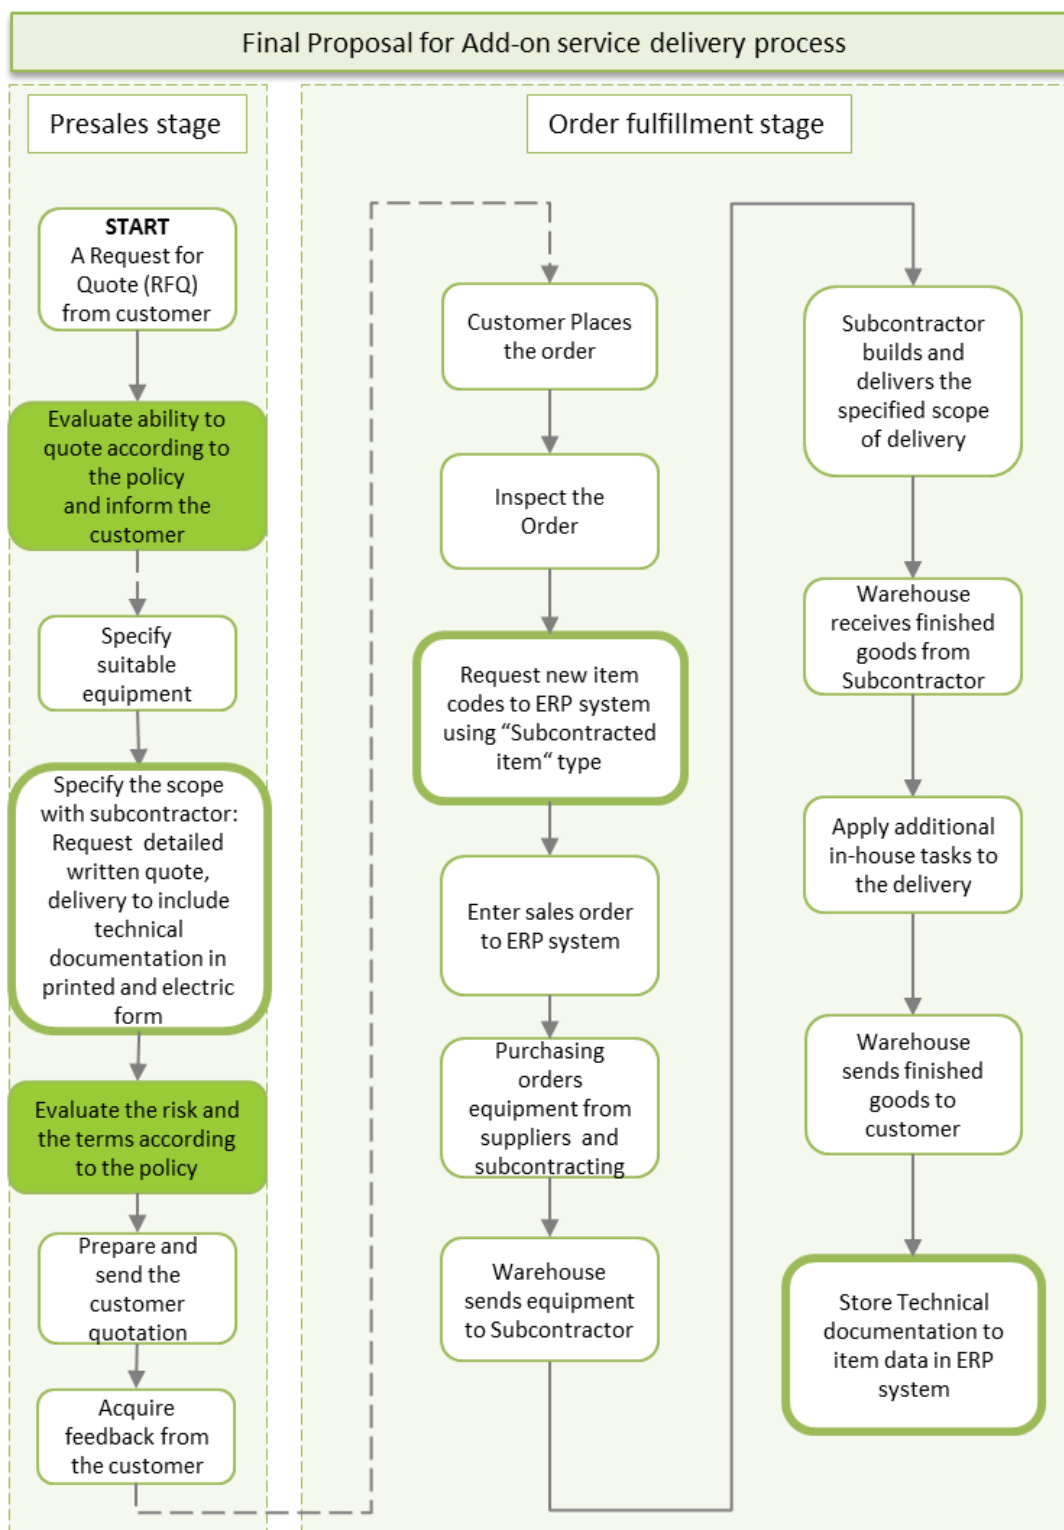 Final Proposal for Add-on service delivery process
Presales stage
START
A Request for
Quote (RFQ)
from customer
Evaluate ability to
quote according to
the policy
and inform the
customer
Specify
suitable
equipment
Specify the scope
with subcontractor:
Request detailed
written quote,
delivery to include
technical
documentation in
printed and electric
form
Evaluate the risk and
the terms according
to the policy
Prepare and
send the
customer
quotation
Acquire
feedback from
the customer
Order fulfillment stage
Customer Places
the order
Inspect the
Order
Request new item
codes to ERP system
using “Subcontracted
item“ type
Enter sales order
to ERP system
Purchasing
orders
equipment from
suppliers and
subcontracting
Warehouse
sends equipment
to Subcontractor
Subcontractor
builds and
delivers the
specified scope
of delivery
Warehouse
receives finished
goods from
Subcontractor
Apply additional
in-house tasks to
the delivery
Warehouse
sends finished
goods to
customer
Store Technical
documentation to
item data in ERP
system